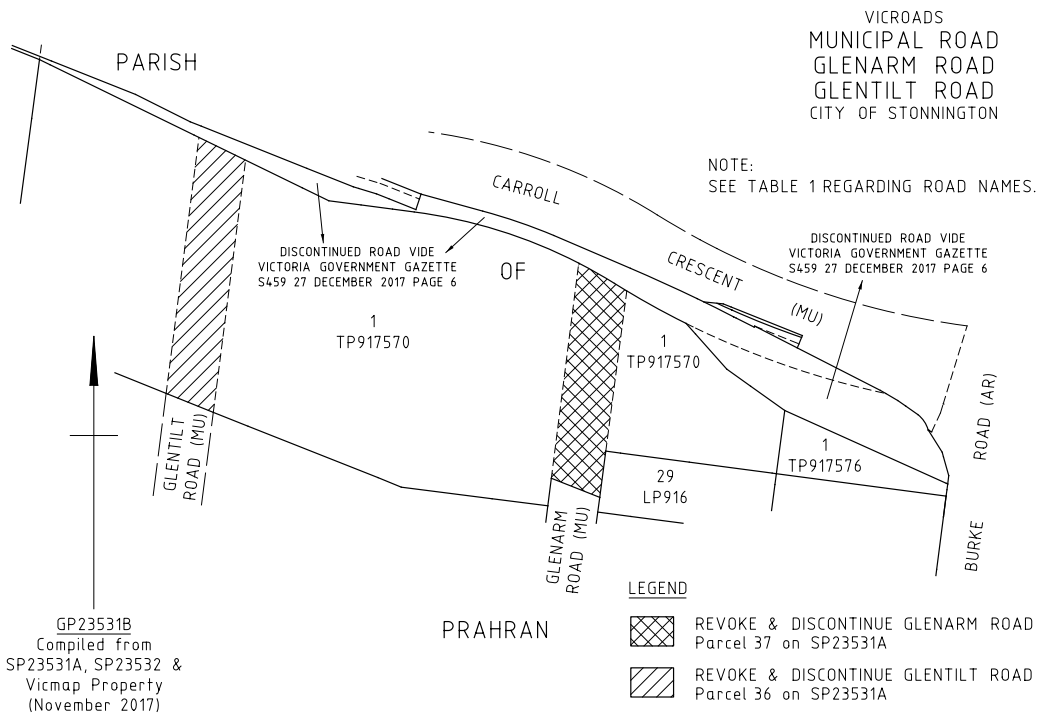 VICROADS
MUNICIPAL ROAD
GLENARM ROAD
GLENTILT ROAD
CITY OF STONNINGTON
PARISH
NOTE:
SEE TABLE 1 REGARDING ROAD NAMES.
CARROLL
CRESCENT
(MU)
DISCONTINUED ROAD VIDE
VICTORIA GOVERNMENT GAZETTE
S459 27 DECEMBER 2017 PAGE 6
DISCONTINUED ROAD VIDE
VICTORIA GOVERNMENT GAZETTE
S459 27 DECEMBER 2017 PAGE 6
OF
1
TP917570
1
TP917570
1
TP917576
29
LP916
GLENTILT
ROAD (MU)
GLENARM
ROAD (MU)
ROAD (AR)
BURKE
PRAHRAN
LEGEND
REVOKE & DISCONTINUE GLENARM ROAD
Parcel 37 on SP23531A
REVOKE & DISCONTINUE GLENTILT ROAD
Parcel 36 on SP23531A
GP23531B
Compiled from
SP23531A, SP23532 &
Vicmap Property
(November 2017)